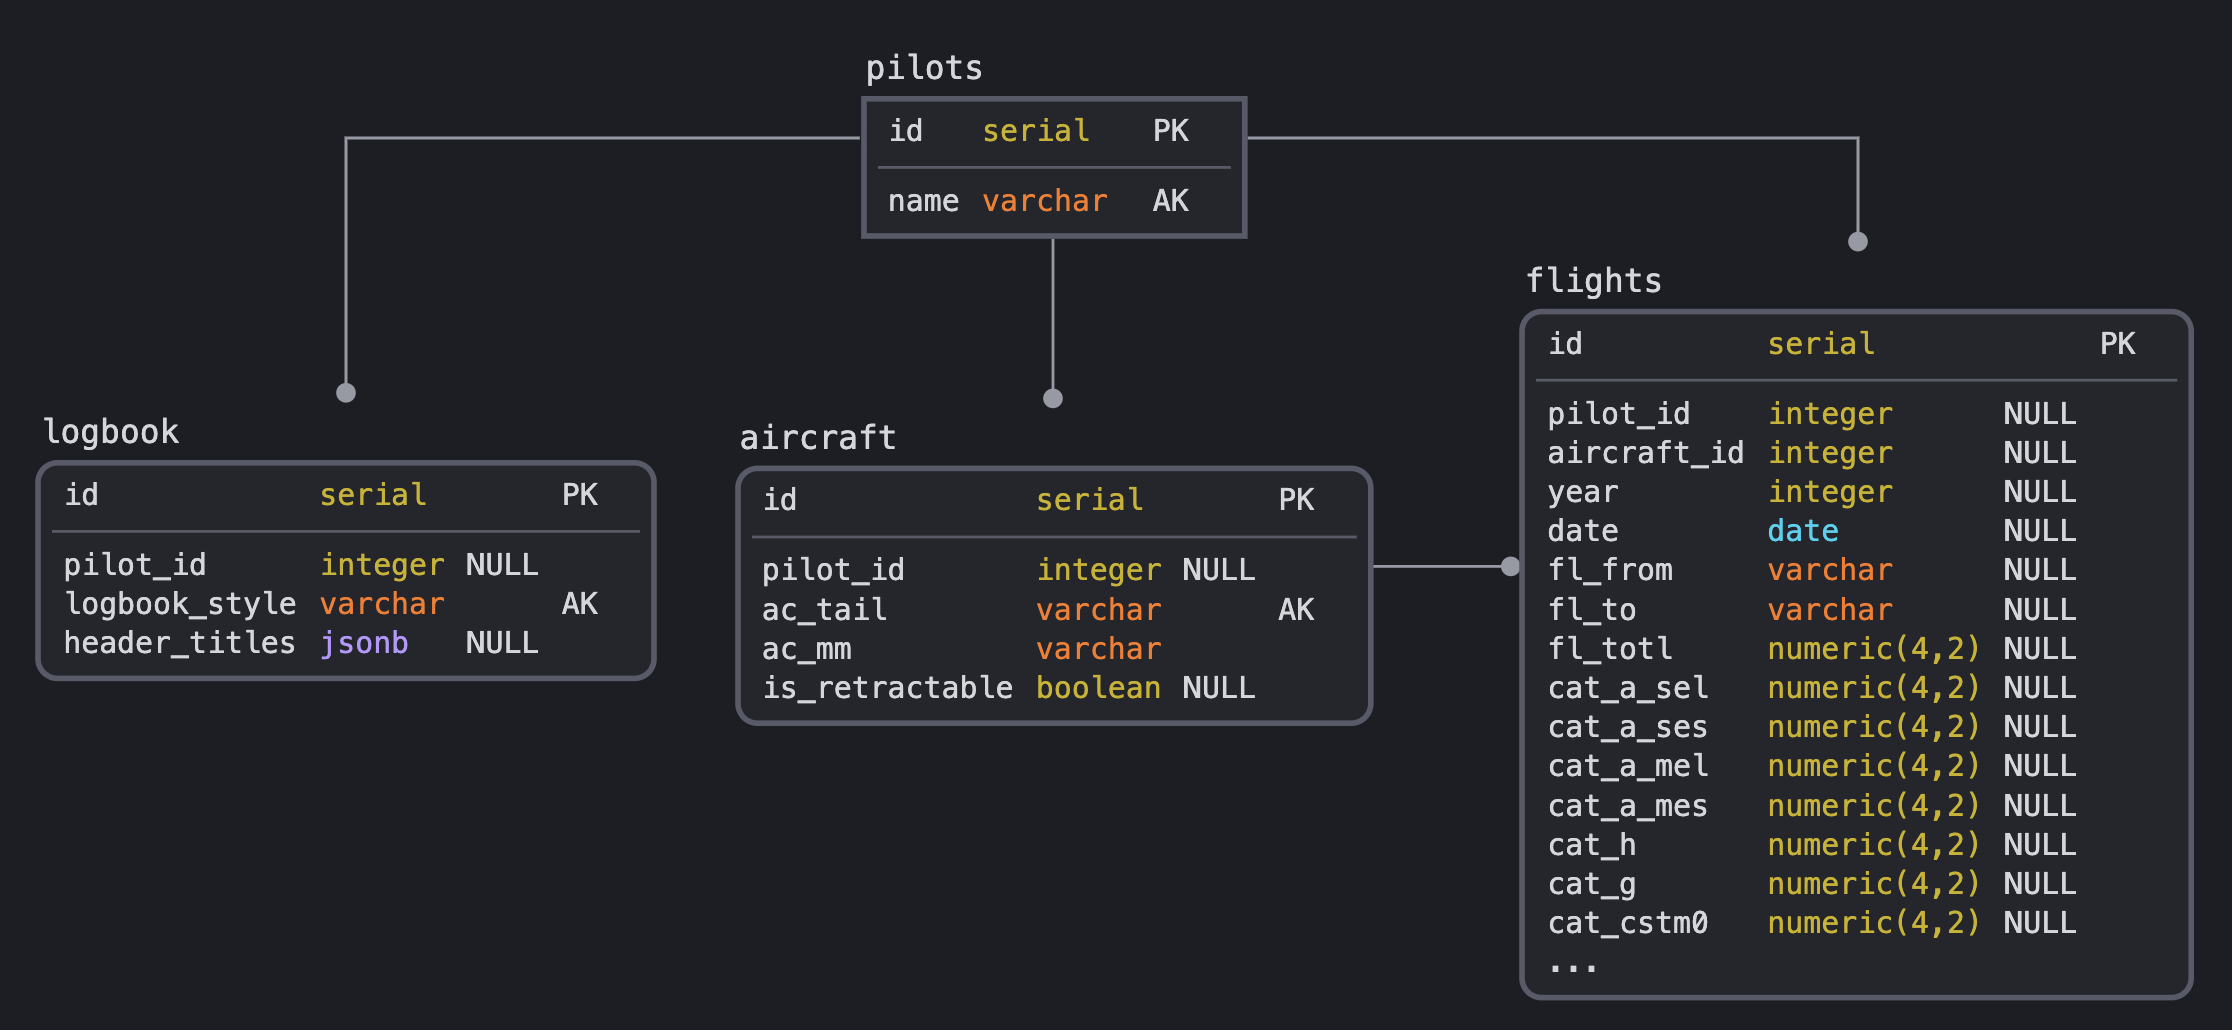 pilots
id serial PK
name varchar AK
logbook
id serial PK
pilot_id integer NULL
logbook_style varchar AK
header_titles jsonb NULL
aircraft
id serial PK
pilot_id integer NULL
ac_tail varchar AK
ac_mm varchar
is_retractable boolean NULL
flights
id serial PK
pilot_id integer NULL
aircraft_id integer NULL
year integer NULL
date date NULL
fl_from varchar NULL
fl_to varchar NULL
fl_totl numeric(4,2) NULL
cat_a_sel numeric(4,2) NULL
cat_a_ses numeric(4,2) NULL
cat_a_mel numeric(4,2) NULL
cat_a_mes numeric(4,2) NULL
cat_h numeric(4,2) NULL
cat_g numeric(4,2) NULL
cat_cstm0 numeric(4,2) NULL
...